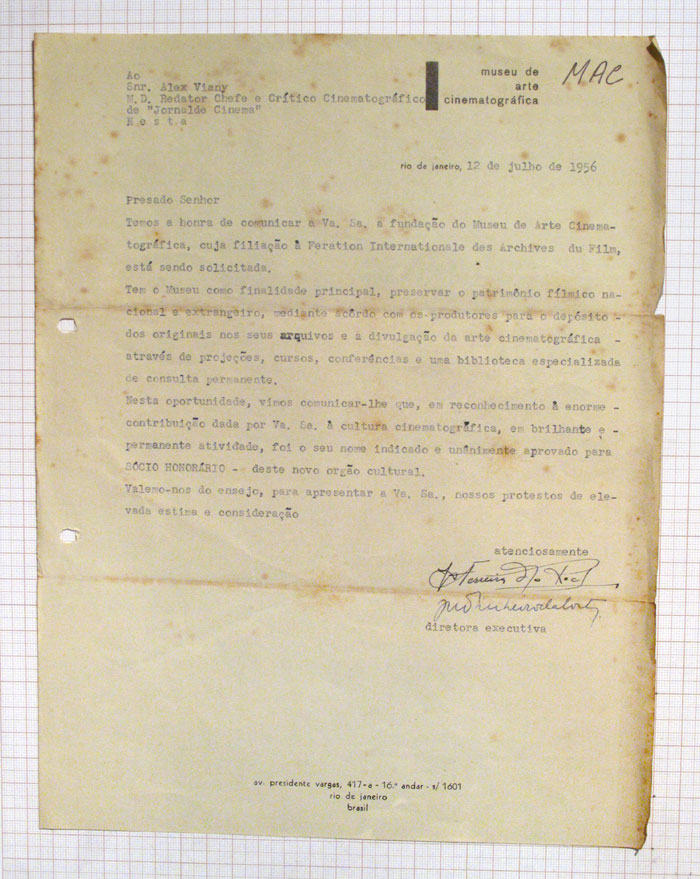 Ao
Snr. Alex Viany
M.D. Redator Chefe e Crítico Cinematográfico
de "Jornalde Cinema"
N e s t a
museu de
arte
cinematográfica
MAC
rio de janeiro, 12 de julho de 1956
Presado Senhor
Temos a honra de comunicar a Va. Sa. a fundação do Museu de Arte Cinema-
tográfica, cuja filiação à Feration Internationale des Archives du Film,
está sendo solicitada.
Tem o Museu como finalidade principal, preservar o patrimônio fílmico na-
cional e extrangeiro, mediante acôrdo com os produtores para o depósito -
dos originais nos seus arquivos e a divulgação da arte cinematográfica -
através de projeções, cursos, conferências e uma biblioteca especializada
de consulta permanente.
Nesta oportunidade, vimos comunicar-lhe que, em reconhecimento à enorme -
contribuição dada por Va. Sa. à cultura cinematográfica, em brilhante e -
permanente atividade, foi o seu nome indicado e unânimente aprovado para
SÓCIO HONORÁRIO - deste novo orgão cultural.
Valemo-nos do ensejo, para apresentar a Va. Sa., nossos protestos de ele-
vada estima e consideração
atenciosamente
diretora executiva
av. presidente vargas, 417-a - 16.º andar - s/ 1601
rio de janeiro
brasil